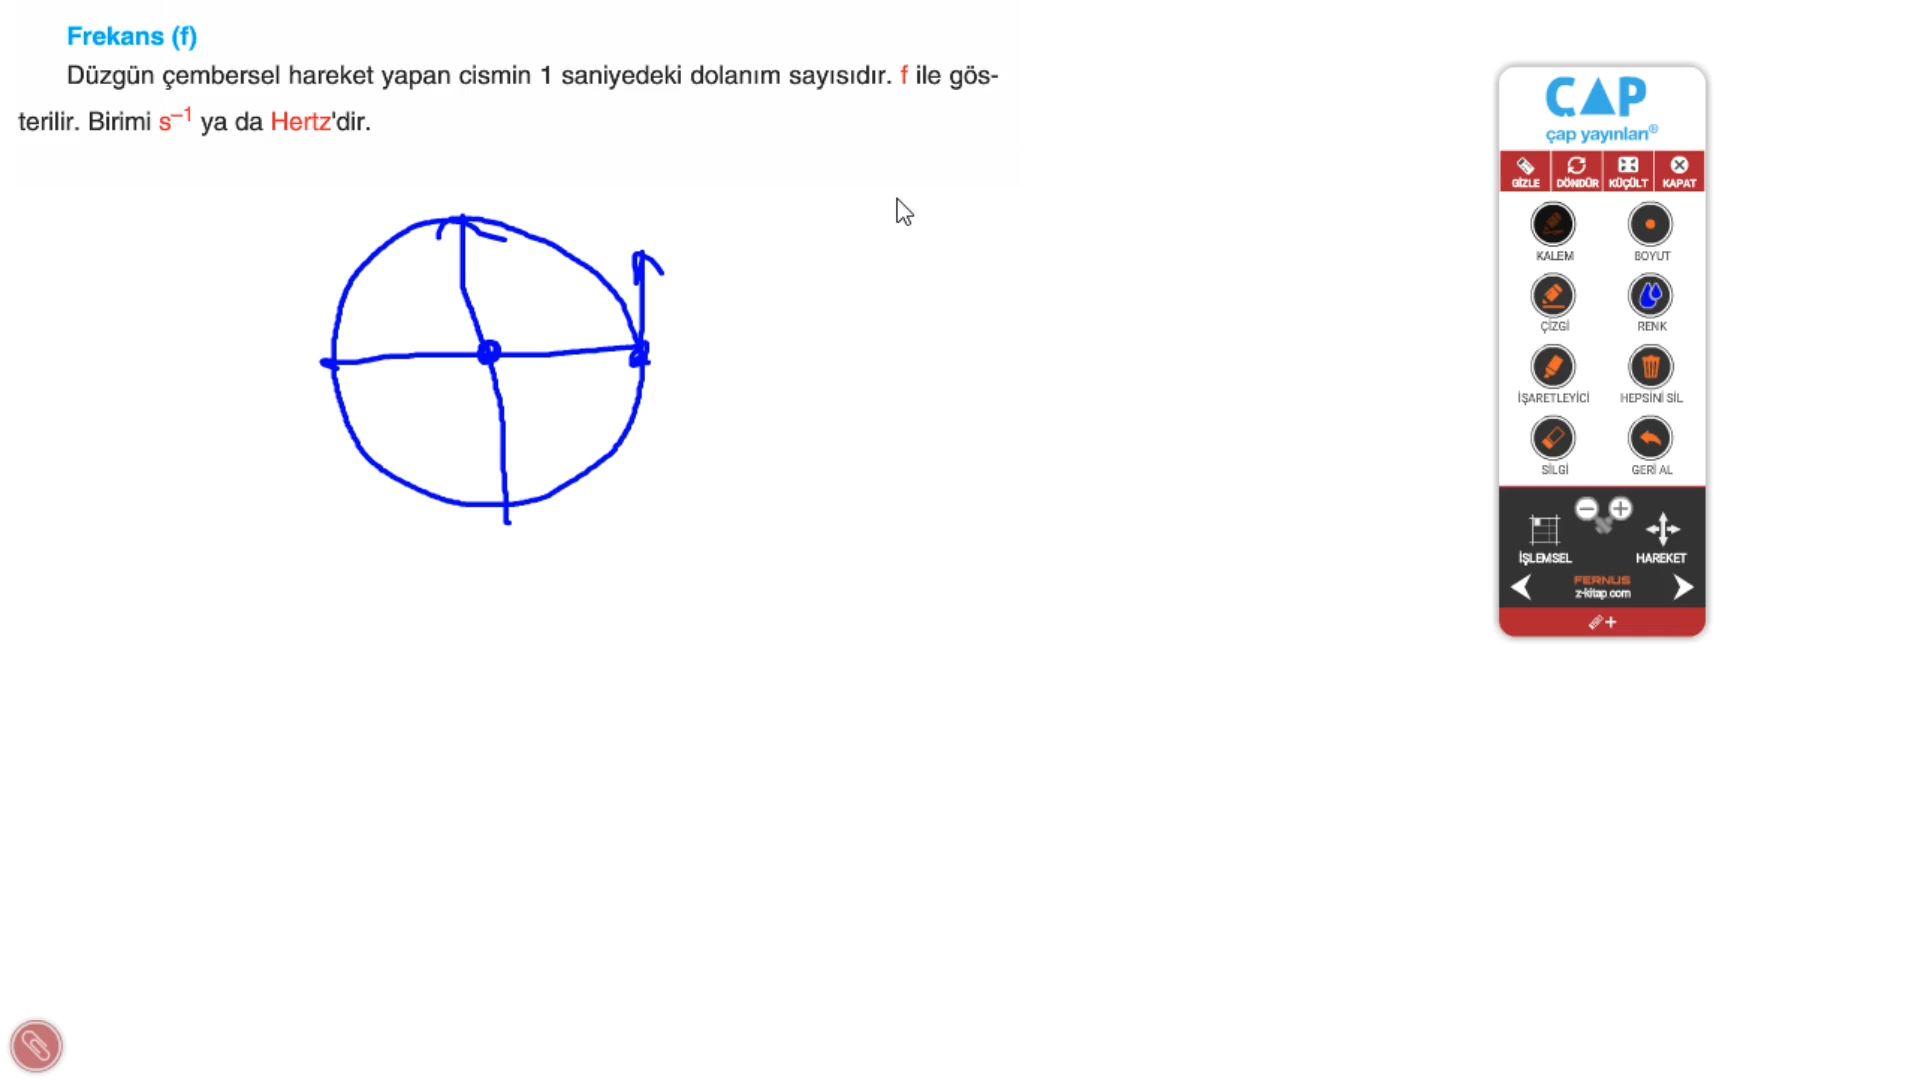 Frekans (f)
Düzgün çembersel hareket yapan cismin 1 saniyedeki dolanım sayısıdır. f ile gös-
terilir. Birimi s⁻¹ ya da Hertz'dir.
ÇAP
çap yayınları®
GİZLE DÖNDÜR KÜÇÜLT KAPAT
KALEM BOYUT
ÇİZGİ RENK
İŞARETLEYİCİ HEPSİNİ SİL
SİLGİ GERİ AL
İŞLEMSEL HAREKET
FERNUS
z-kitap.com